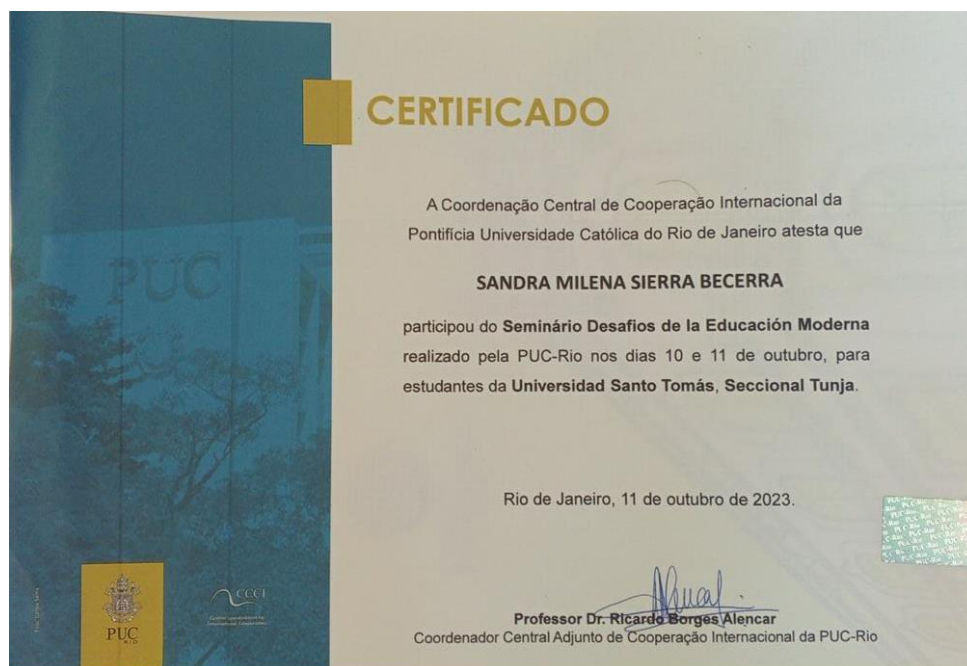 CERTIFICADO
A Coordenação Central de Cooperação Internacional da
Pontifícia Universidade Católica do Rio de Janeiro atesta que
SANDRA MILENA SIERRA BECERRA
participou do Seminário Desafios de la Educación Moderna
realizado pela PUC-Rio nos dias 10 e 11 de outubro, para
estudantes da Universidad Santo Tomás, Seccional Tunja.
Rio de Janeiro, 11 de outubro de 2023.
Professor Dr. Ricardo Borges Alencar
Coordenador Central Adjunto de Cooperação Internacional da PUC-Rio
PUC
PUC
RIO
CCCI
PUC-Rio